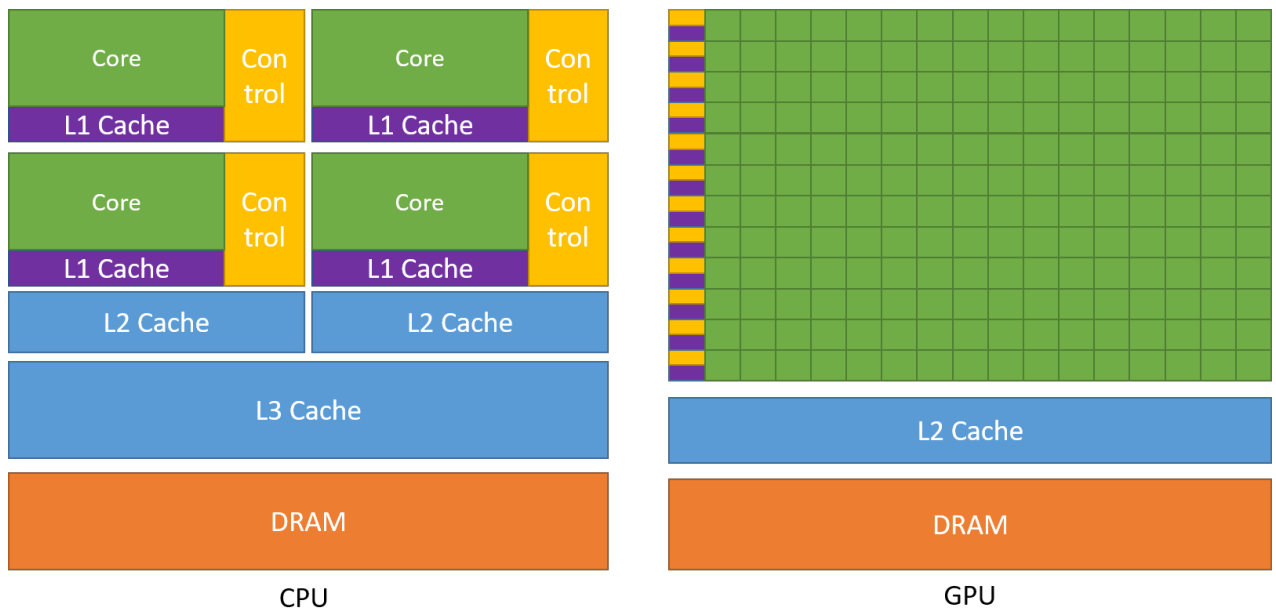 Core
Con
trol
Core
Con
trol
L1 Cache
L1 Cache
Core
Con
trol
Core
Con
trol
L1 Cache
L1 Cache
L2 Cache
L2 Cache
L3 Cache
DRAM
CPU
L2 Cache
DRAM
GPU